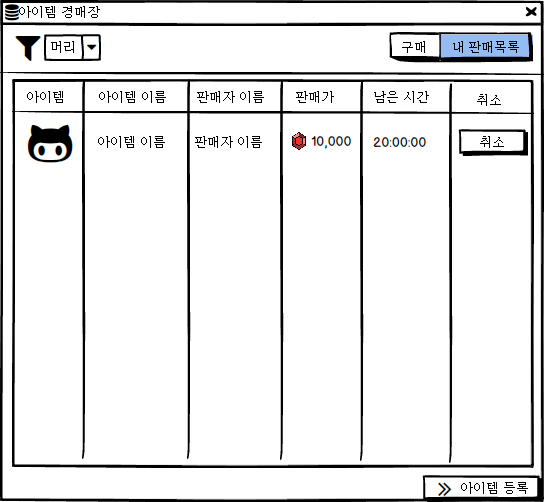 아이템 경매장
머리 구매 내 판매목록
아이템 아이템 이름 판매자 이름 판매가 남은 시간 취소
아이템 이름 판매자 이름 10,000 20:00:00 취소
아이템 등록